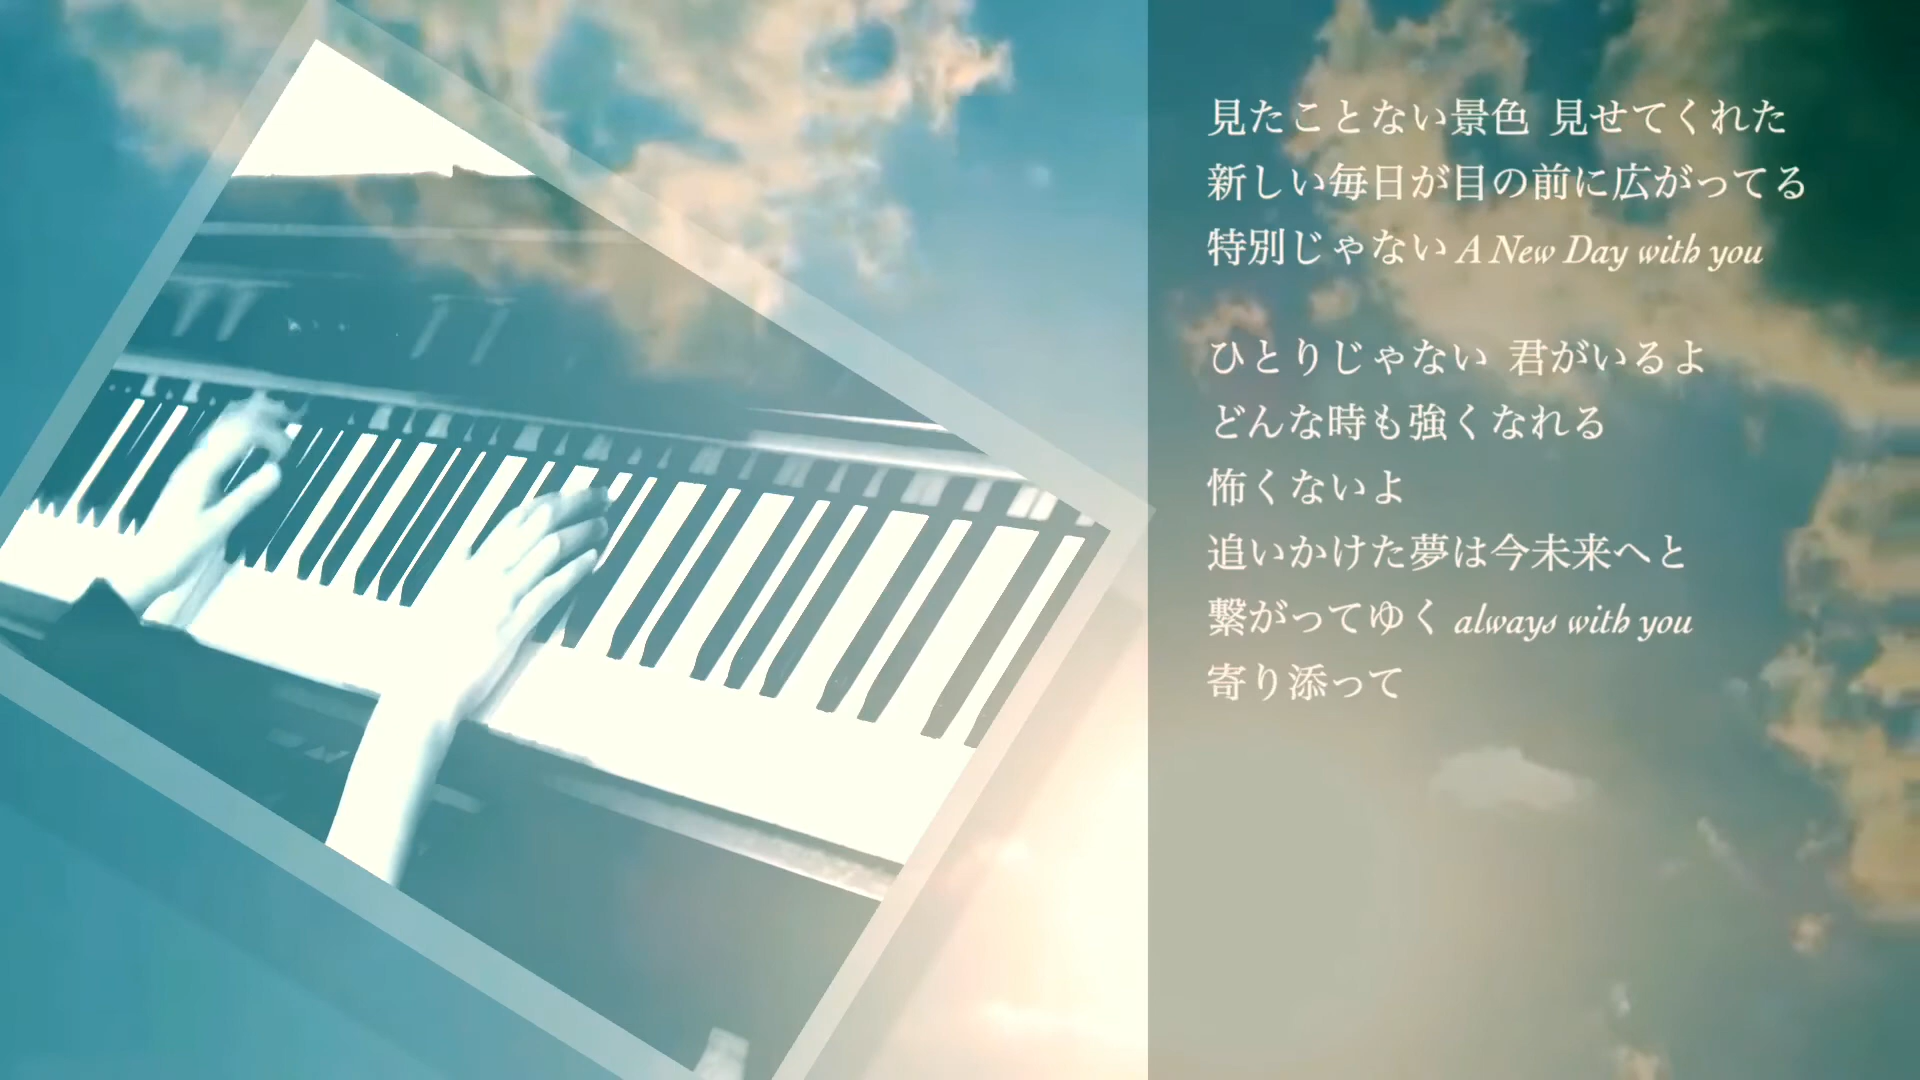 見たことない景色 見せてくれた
新しい毎日が目の前に広がってる
特別じゃない A New Day with you
ひとりじゃない 君がいるよ
どんな時も強くなれる
怖くないよ
追いかけた夢は今未来へと
繋がってゆく always with you
寄り添って